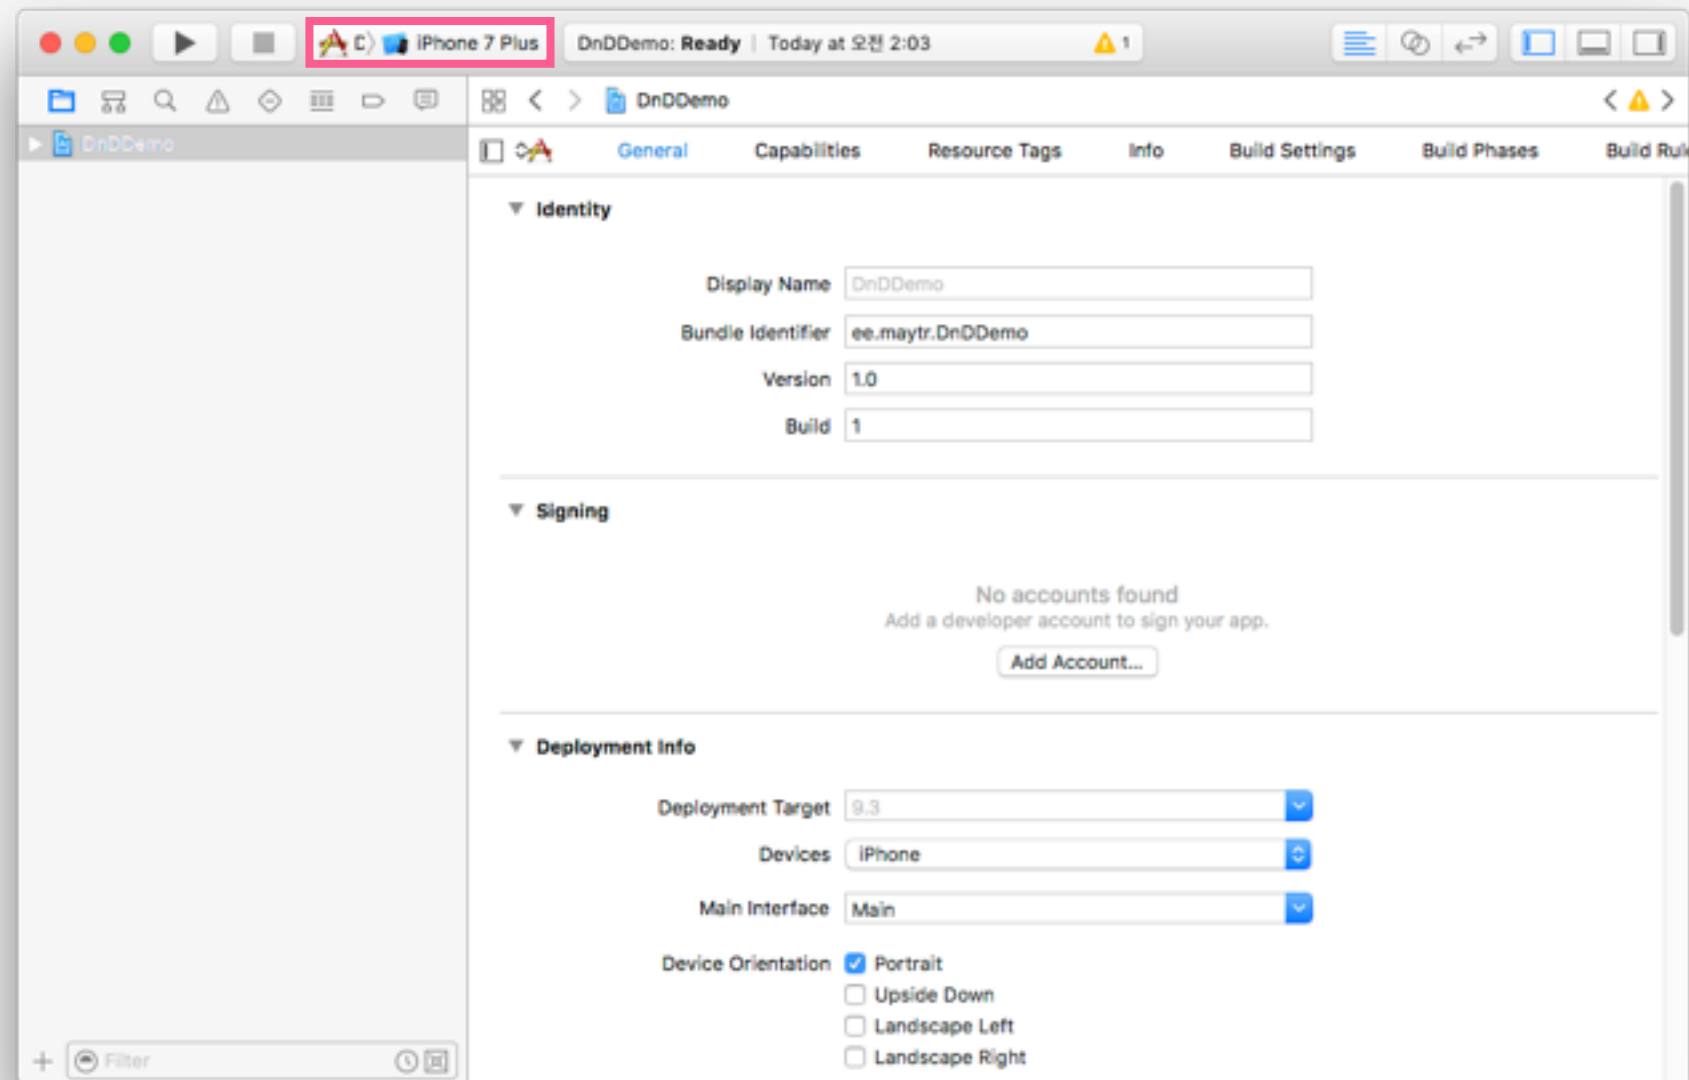 D iPhone 7 Plus DnDDemo: Ready Today at 오전 2:03 1
DnDDemo
DnDDemo
General Capabilities Resource Tags Info Build Settings Build Phases Build Rul
Identity
Display Name DnDDemo
Bundle Identifier ee.maytr.DnDDemo
Version 1.0
Build 1
Signing
No accounts found
Add a developer account to sign your app.
Add Account...
Deployment Info
Deployment Target 9.3
Devices iPhone
Main Interface Main
Device Orientation Portrait
Upside Down
Landscape Left
Landscape Right
Filter